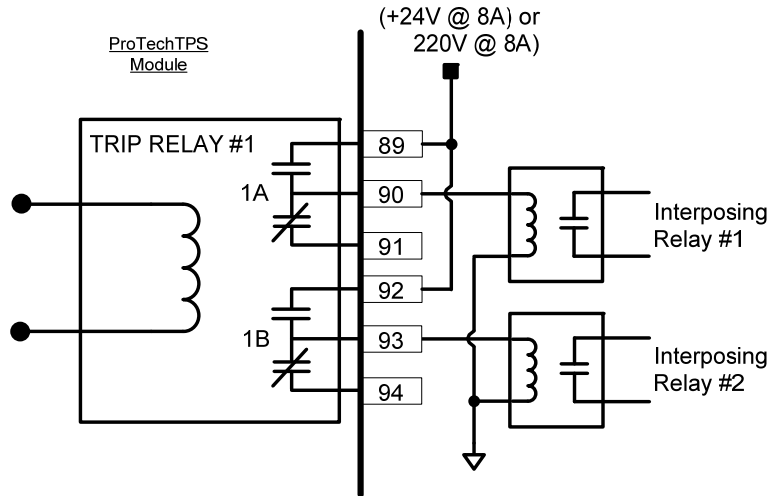 (+24V @ 8A) or
220V @ 8A)
ProTechTPS
Module
TRIP RELAY #1
1A
89
90
91
92
1B
93
94
Interposing
Relay #1
Interposing
Relay #2